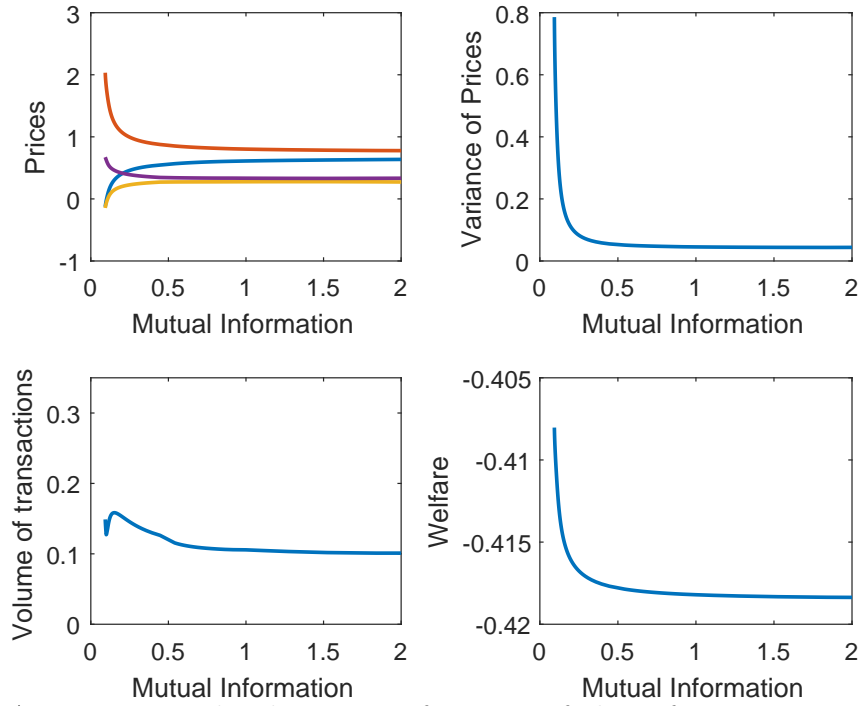 3
2
1
0
-1
Prices
0 0.5 1 1.5 2
Mutual Information
0.8
0.6
0.4
0.2
0
Variance of Prices
0 0.5 1 1.5 2
Mutual Information
0.3
0.2
0.1
0
Volume of transactions
0 0.5 1 1.5 2
Mutual Information
-0.405
-0.41
-0.415
-0.42
Welfare
0 0.5 1 1.5 2
Mutual Information